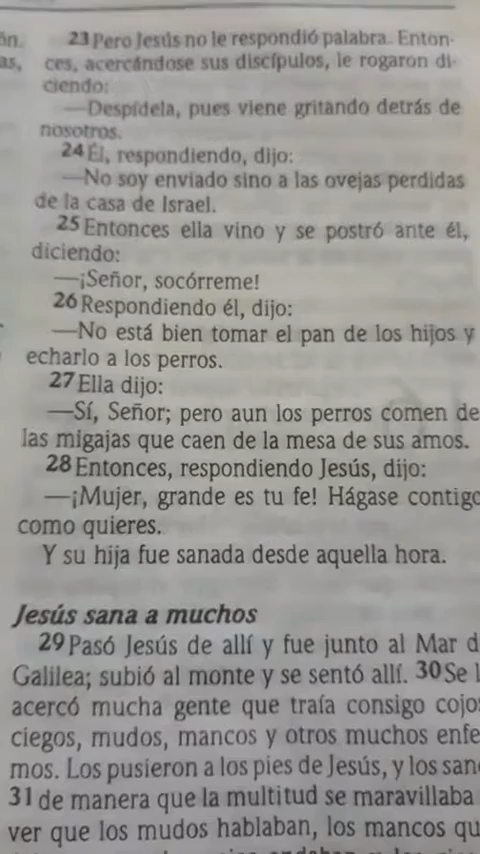 ón.
as,
23 Pero Jesús no le respondió palabra. Enton-
ces, acercándose sus discípulos, le rogaron di-
ciendo:
—Despídela, pues viene gritando detrás de
nosotros.
24 Él, respondiendo, dijo:
—No soy enviado sino a las ovejas perdidas
de la casa de Israel.
25 Entonces ella vino y se postró ante él,
diciendo:
—¡Señor, socórreme!
26 Respondiendo él, dijo:
—No está bien tomar el pan de los hijos y
echarlo a los perros.
27 Ella dijo:
—Sí, Señor; pero aun los perros comen de
las migajas que caen de la mesa de sus amos.
28 Entonces, respondiendo Jesús, dijo:
—¡Mujer, grande es tu fe! Hágase contigo
como quieres.
Y su hija fue sanada desde aquella hora.
Jesús sana a muchos
29 Pasó Jesús de allí y fue junto al Mar d
Galilea; subió al monte y se sentó allí. 30 Se l
acercó mucha gente que traía consigo cojos
ciegos, mudos, mancos y otros muchos enfe
mos. Los pusieron a los pies de Jesús, y los sanó
31 de manera que la multitud se maravillaba
ver que los mudos hablaban, los mancos qu